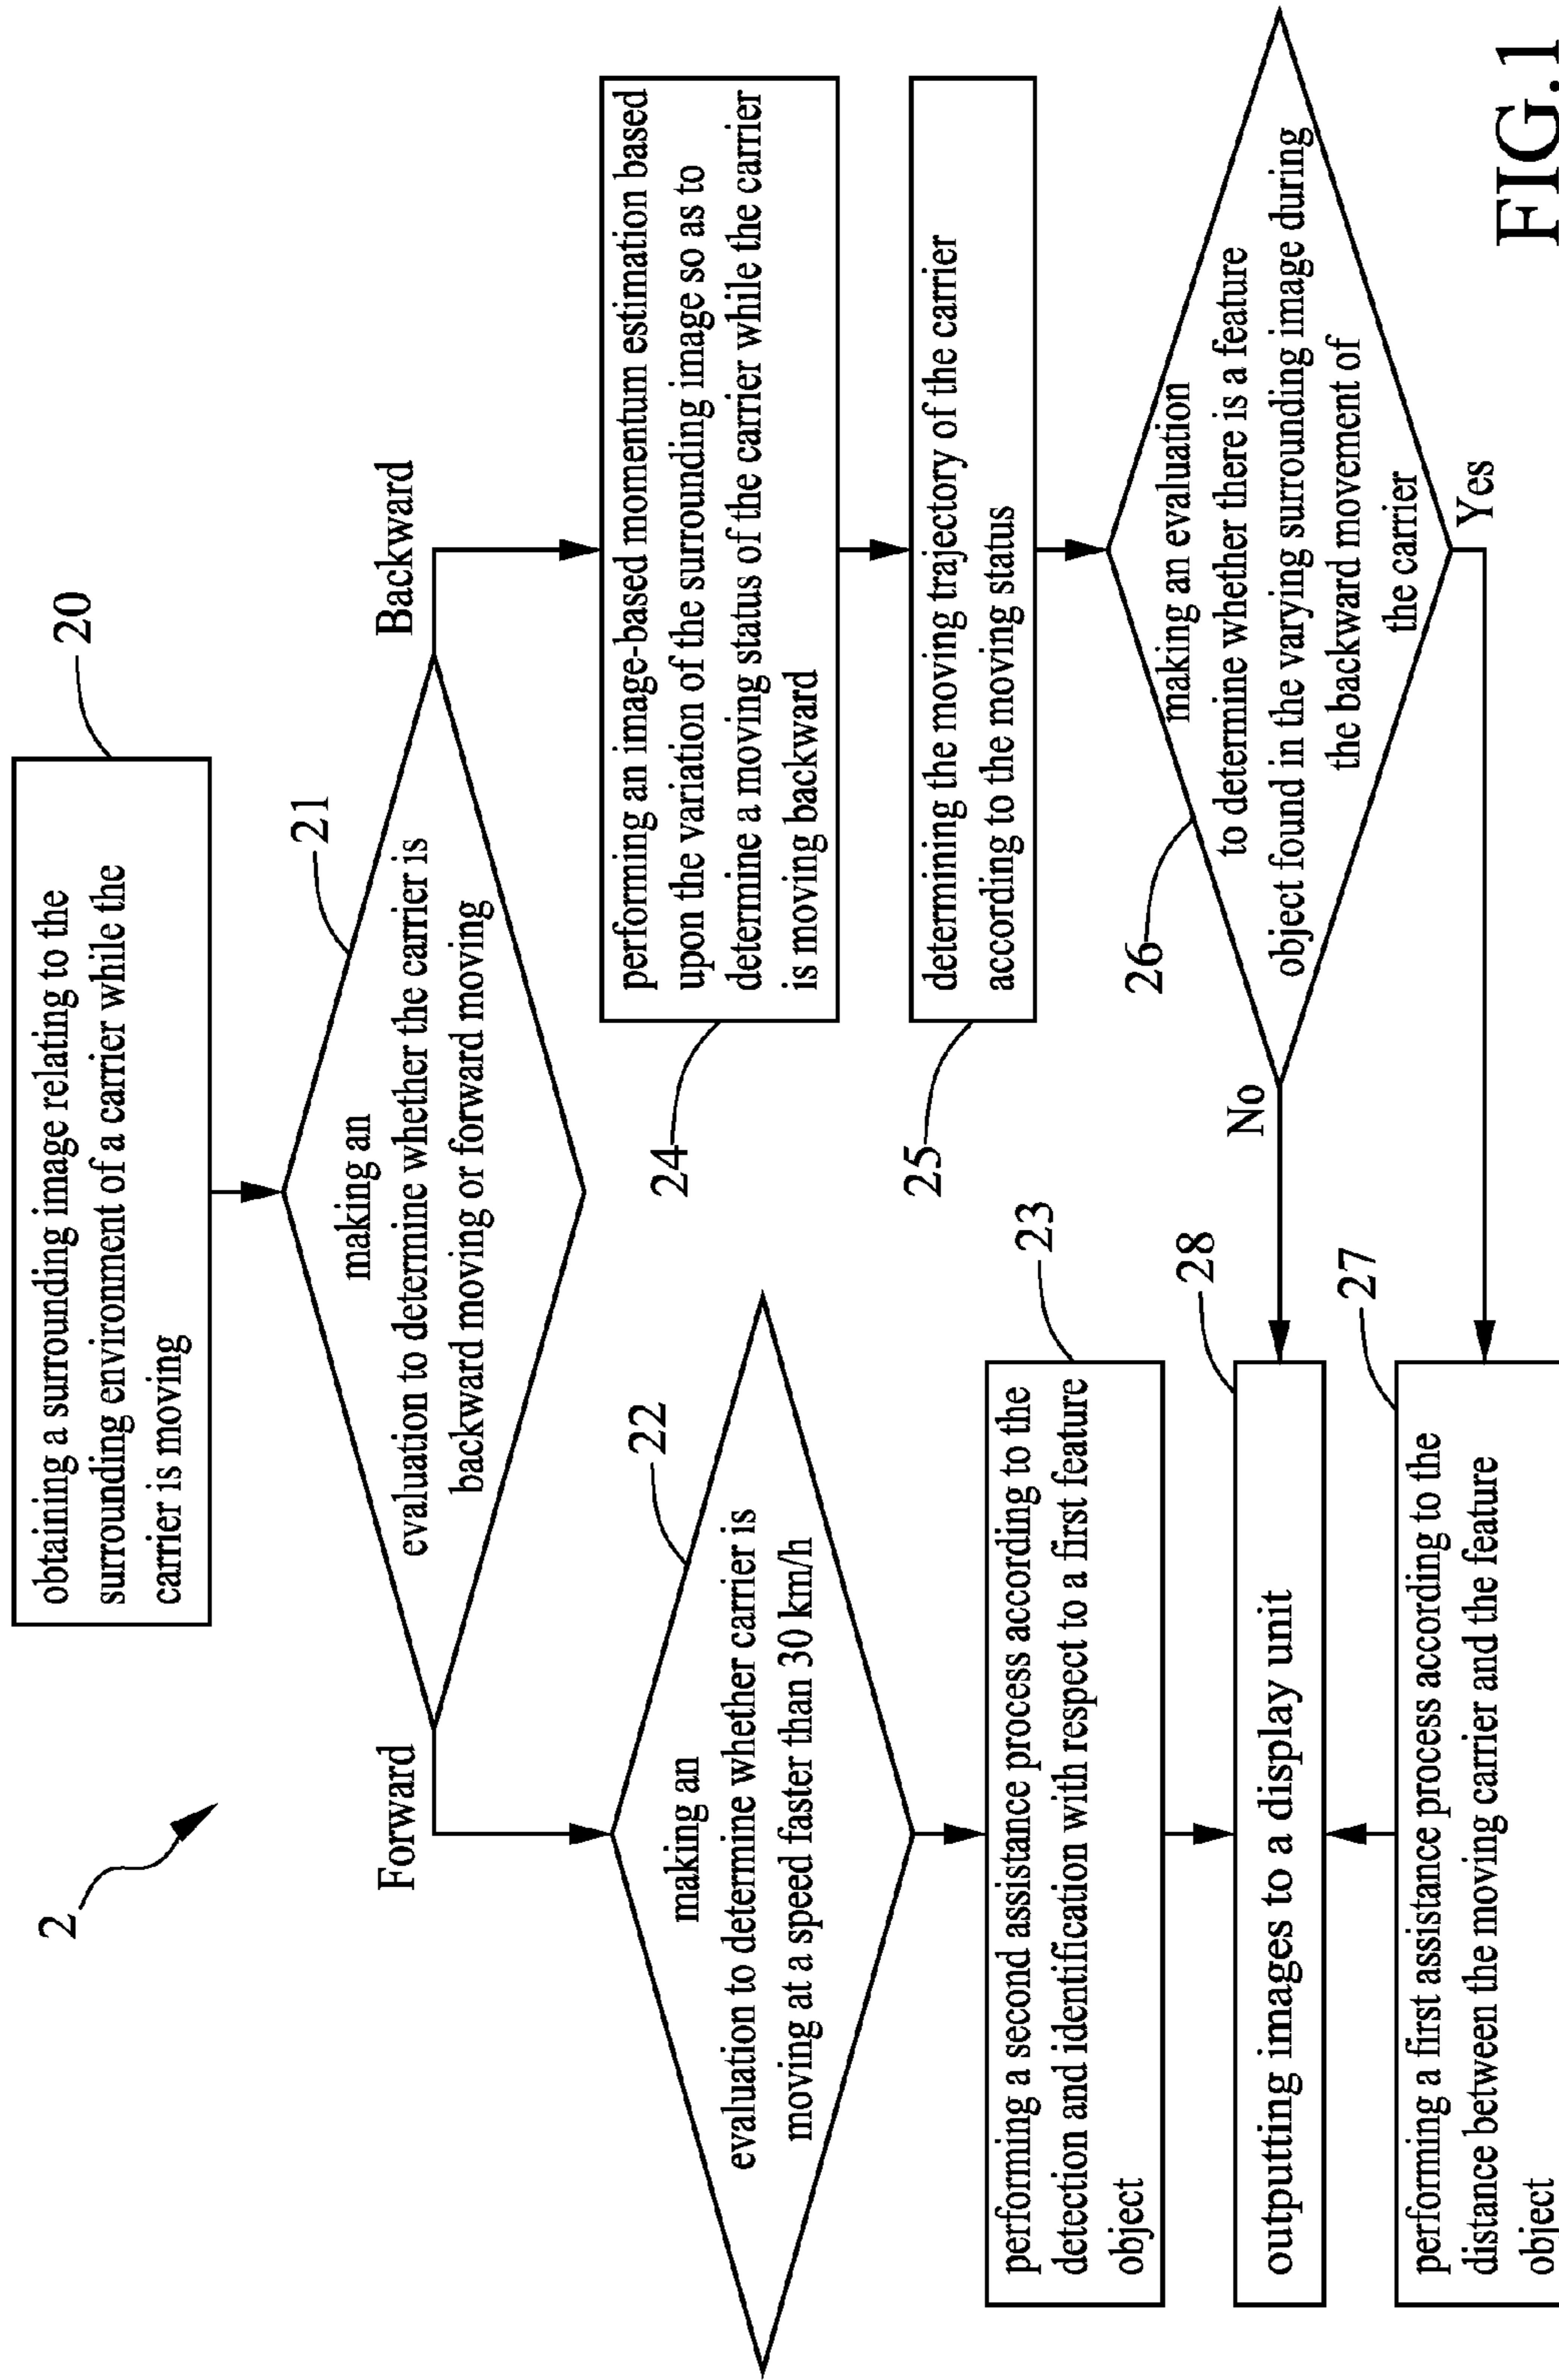 2
20
obtaining a surrounding image relating to the
surrounding environment of a carrier while the
carrier is moving
21
making an
evaluation to determine whether the carrier is
backward moving or forward moving
Forward
Backward
22
making an
evaluation to determine whether carrier is
moving at a speed faster than 30 km/h
24
performing an image-based momentum estimation based
upon the variation of the surrounding image so as to
determine a moving status of the carrier while the carrier
is moving backward
25
determining the moving trajectory of the carrier
according to the moving status
23
performing a second assistance process according to the
detection and identification with respect to a first feature
object
26
making an evaluation
to determine whether there is a feature
object found in the varying surrounding image during
the backward movement of
the carrier
No
Yes
28
outputting images to a display unit
27
performing a first assistance process according to the
distance between the moving carrier and the feature
object
FIG.1